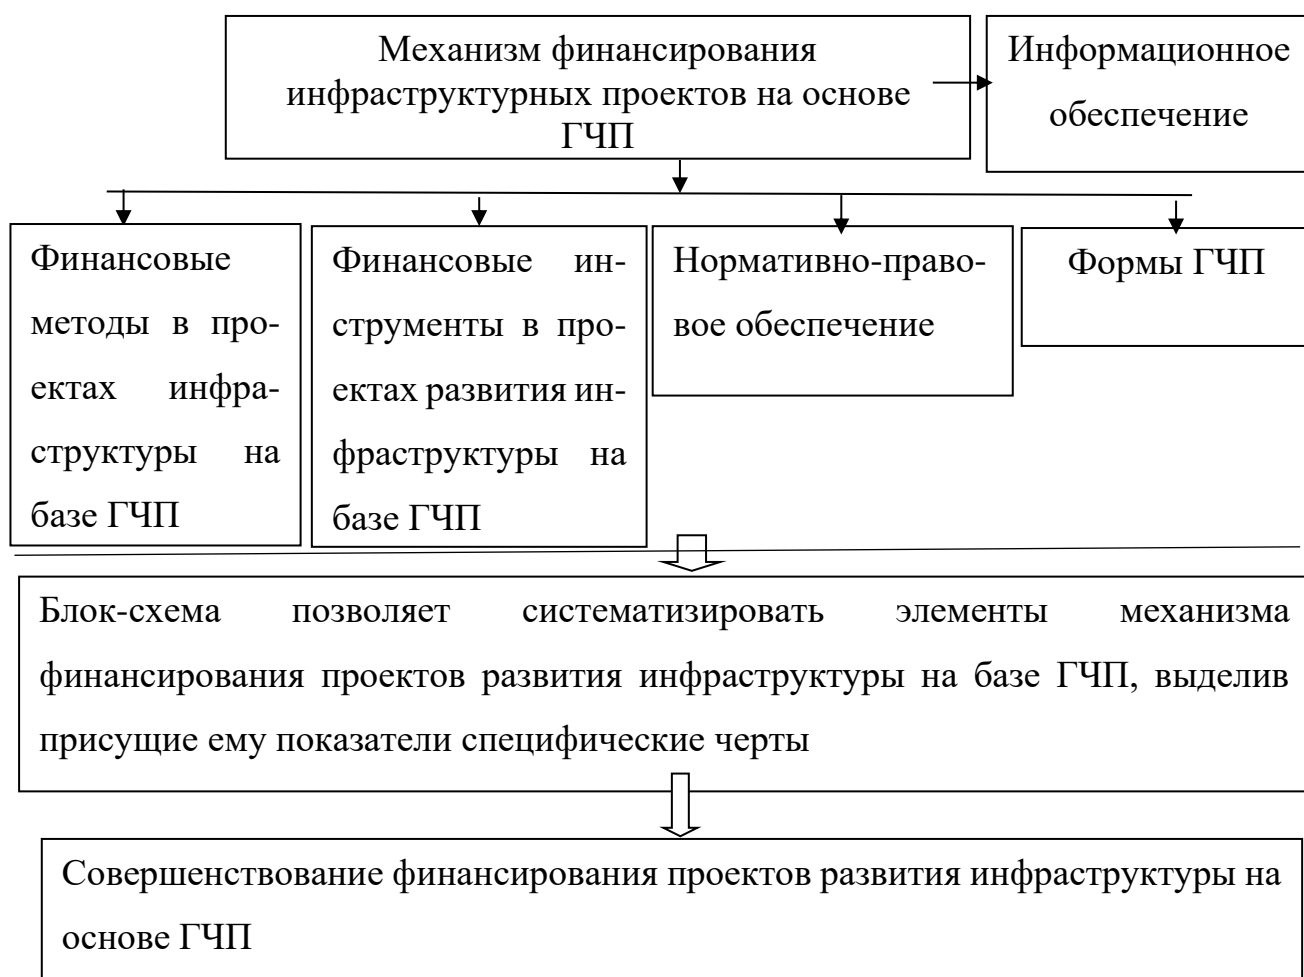 Механизм финансирования
инфраструктурных проектов на основе
ГЧП
Информационное
обеспечение
Финансовые
методы в про-
ектах инфра-
структуры на
базе ГЧП
Финансовые ин-
струменты в про-
ектах развития ин-
фраструктуры на
базе ГЧП
Нормативно-право-
вое обеспечение
Формы ГЧП
Блок-схема позволяет систематизировать элементы механизма
финансирования проектов развития инфраструктуры на базе ГЧП, выделив
присущие ему показатели специфические черты
Совершенствование финансирования проектов развития инфраструктуры на
основе ГЧП